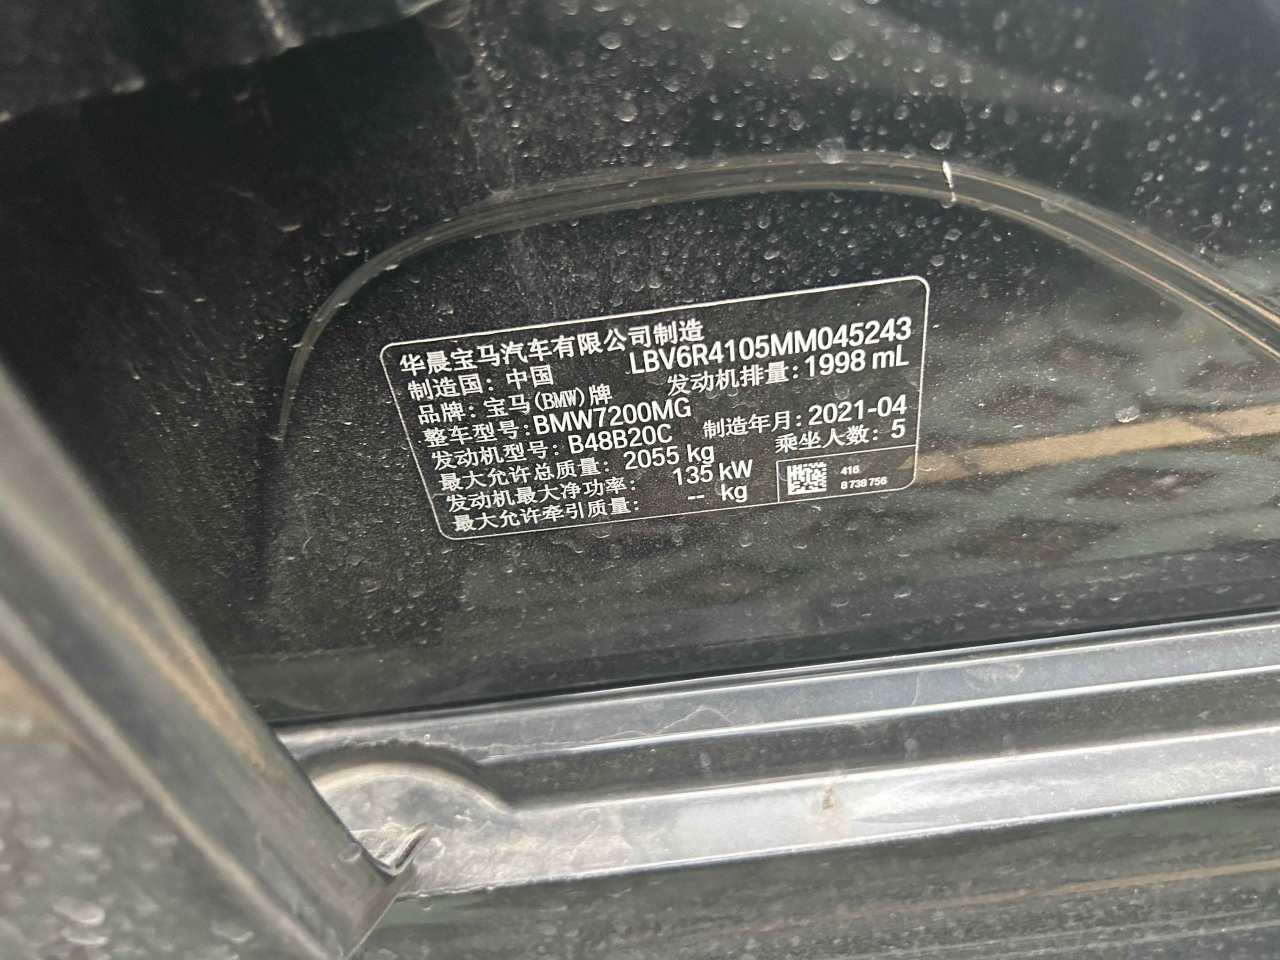 华晨宝马汽车有限公司制造
制造国：中国 LBV6R4105MM045243
品牌：宝马(BMW)牌 发动机排量：1998 mL
整车型号：BMW7200MG
发动机型号：B48B20C 制造年月：2021-04
最大允许总质量：2055 kg 乘坐人数：5
发动机最大净功率： 135 kW
最大允许牵引质量： -- kg
416
8 738 756